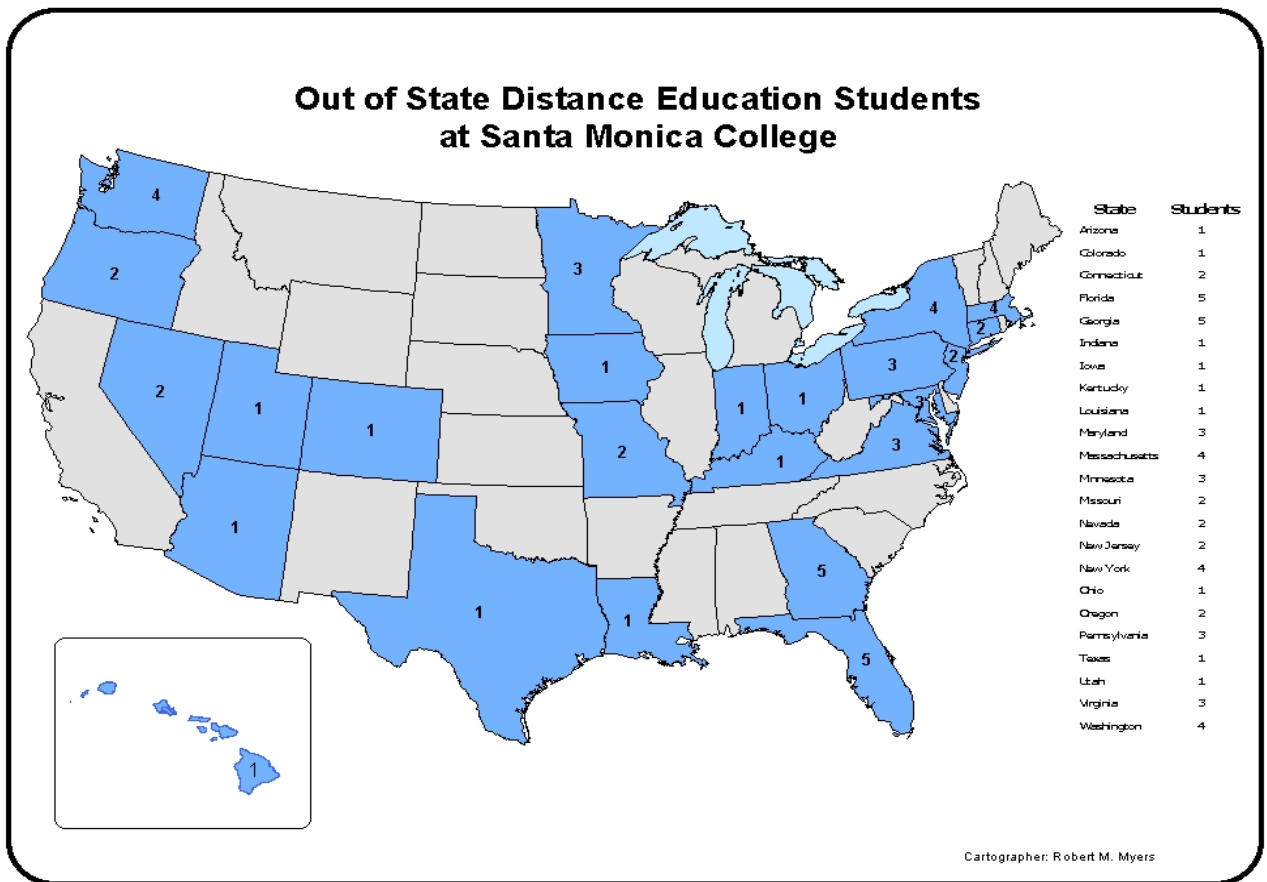 Out of State Distance Education Students
at Santa Monica College
4
2
2
1
1
1
3
1
2
1
1
1
1
1
5
5
3
3
3
4
4
2
2
1
State Students
Arizona 1
Colorado 1
Connecticut 2
Florida 5
Georgia 5
Indiana 1
Iowa 1
Kentucky 1
Louisiana 1
Maryland 3
Massachusetts 4
Minnesota 3
Missouri 2
Nevada 2
New Jersey 2
New York 4
Ohio 1
Oregon 2
Pennsylvania 3
Texas 1
Utah 1
Virginia 3
Washington 4
Cartographer: Robert M. Myers